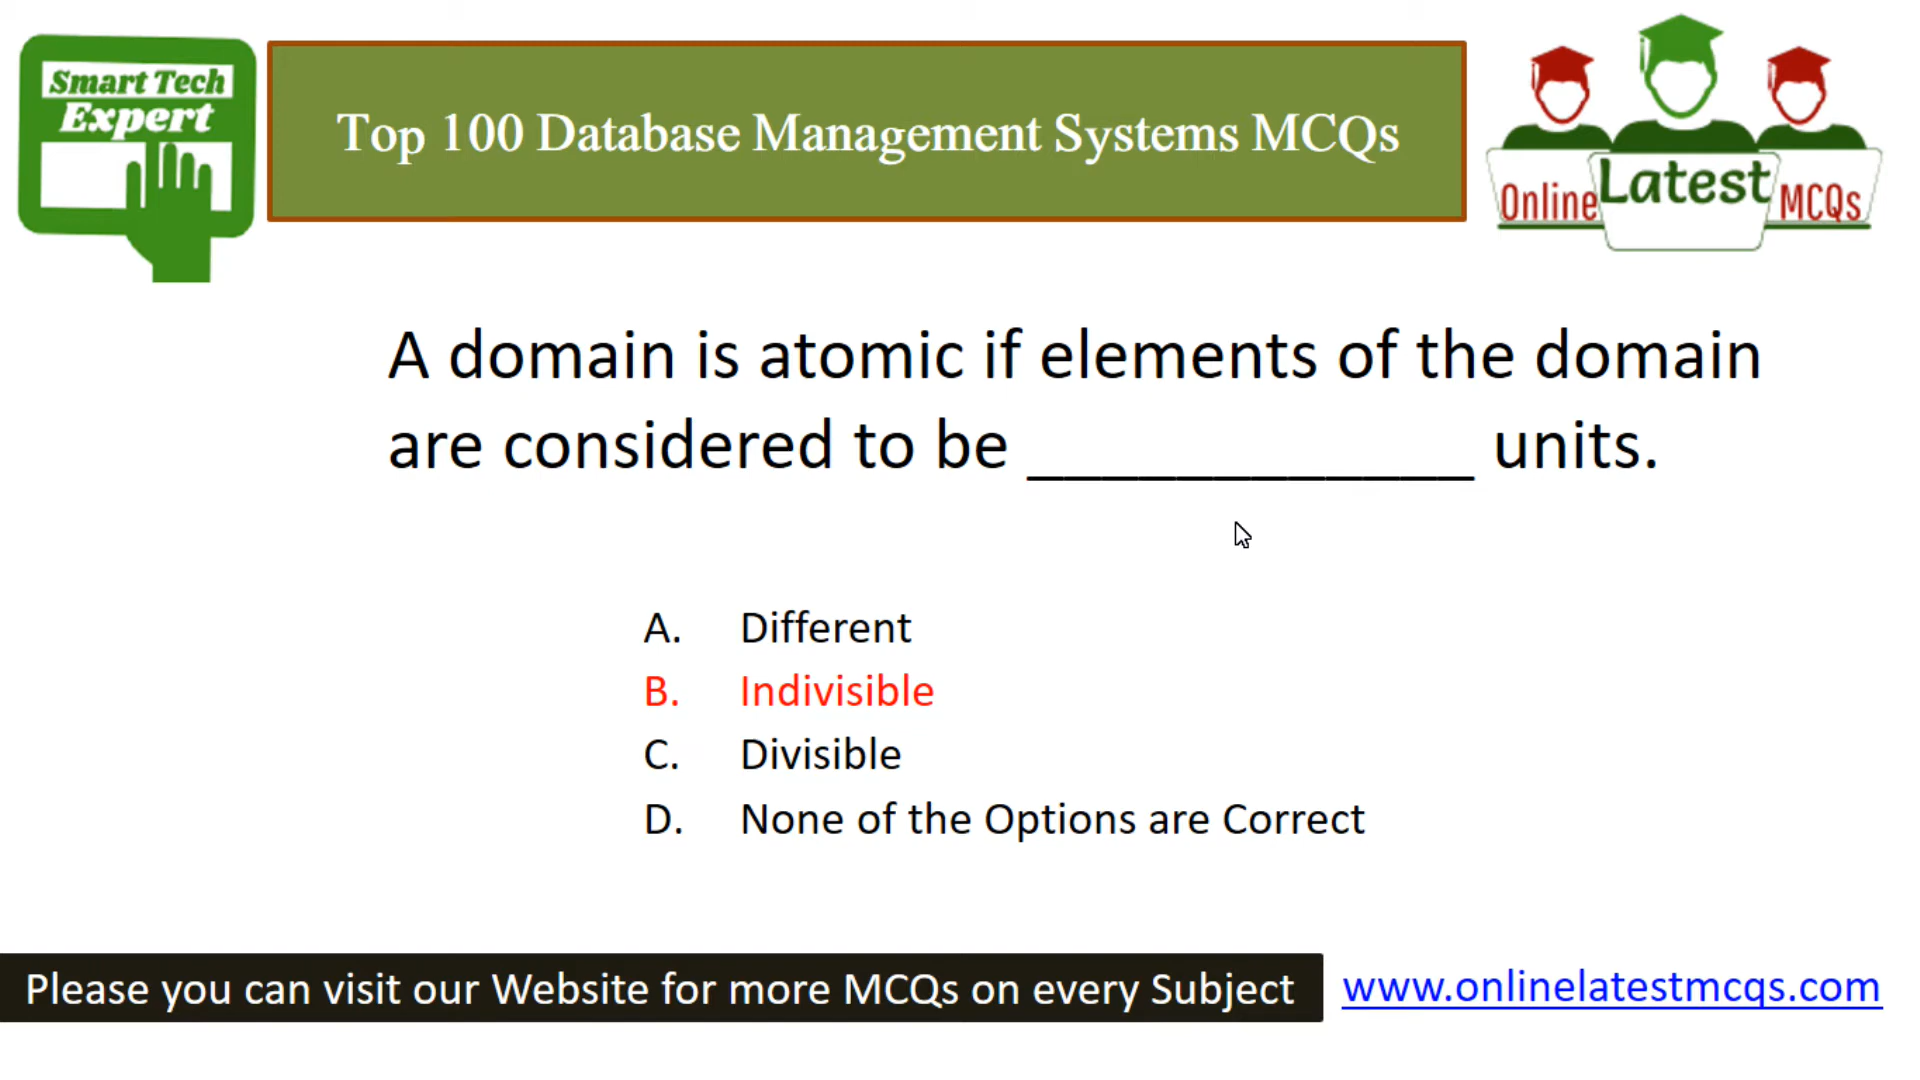 Smart Tech
Expert
Top 100 Database Management Systems MCQs
Online Latest MCQs
A domain is atomic if elements of the domain
are considered to be ____________ units.
A. Different
B. Indivisible
C. Divisible
D. None of the Options are Correct
Please you can visit our Website for more MCQs on every Subject
www.onlinelatestmcqs.com